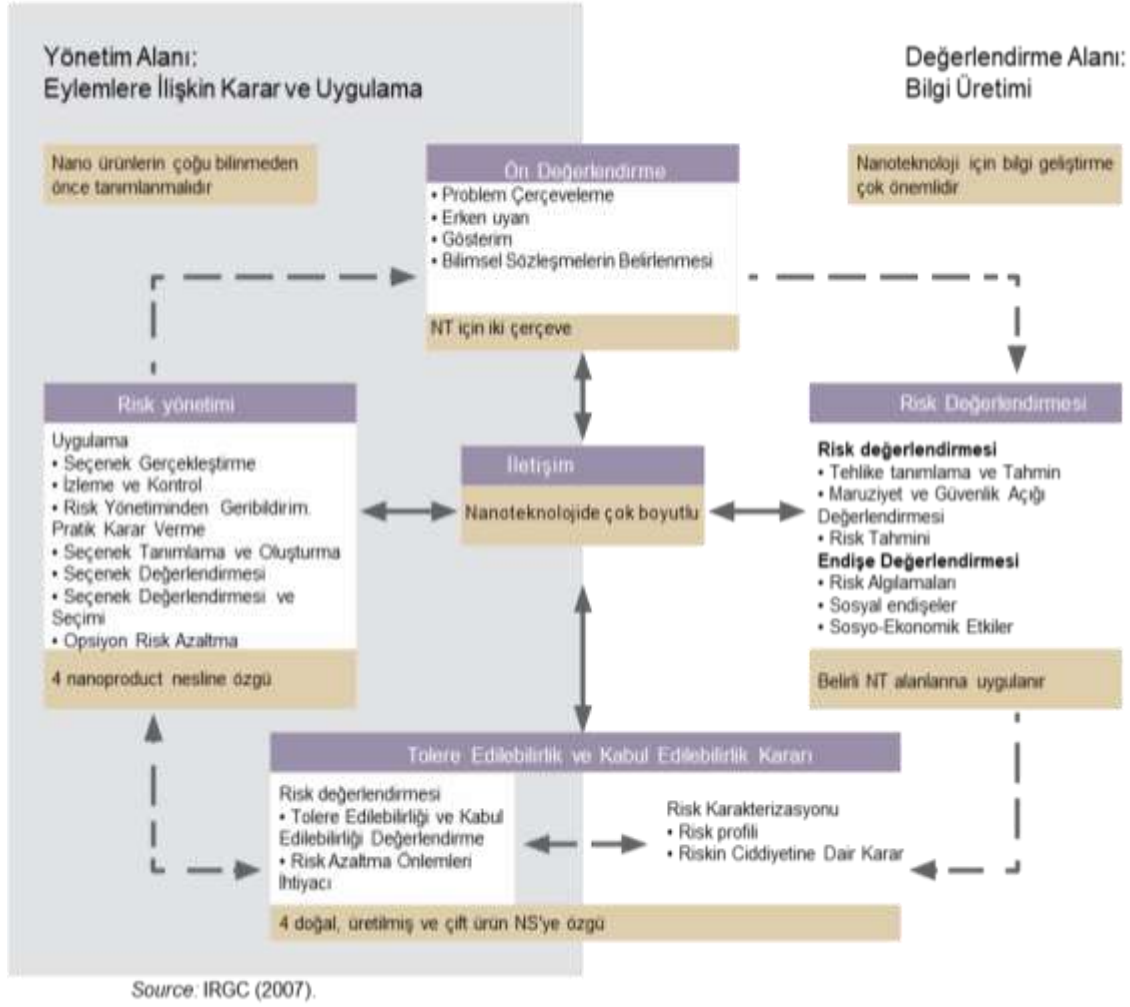 Yönetim Alanı:
Eylemlere İlişkin Karar ve Uygulama
Değerlendirme Alanı:
Bilgi Üretimi
Nano ürünlerin çoğu bilinmeden
önce tanımlanmalıdır
Ön Değerlendirme
• Problem Çerçeveleme
• Erken uyarı
• Gösterim
• Bilimsel Sözleşmelerin Belirlenmesi
NT için iki çerçeve
Nanoteknoloji için bilgi geliştirme
çok önemlidir
Risk yönetimi
Uygulama
• Seçenek Gerçekleştirme
• İzleme ve Kontrol
• Risk Yönetiminden Geribildirim.
Pratik Karar Verme
• Seçenek Tanımlama ve Oluşturma
• Seçenek Değerlendirmesi
• Seçenek Değerlendirmesi ve
Seçimi
• Opsiyon Risk Azaltma
4 nanoproduct nesline özgü
İletişim
Nanoteknolojide çok boyutlu
Risk Değerlendirmesi
Risk değerlendirmesi
• Tehlike tanımlama ve Tahmin
• Maruziyet ve Güvenlik Açığı
Değerlendirmesi
• Risk Tahmini
Endişe Değerlendirmesi
• Risk Algılamaları
• Sosyal endişeler
• Sosyo-Ekonomik Etkiler
Belirli NT alanlarına uygulanır
Tolere Edilebilirlik ve Kabul Edilebilirlik Kararı
Risk değerlendirmesi
• Tolere Edilebilirliği ve Kabul
Edilebilirliği Değerlendirme
• Risk Azaltma Önlemleri
İhtiyacı
Risk Karakterizasyonu
• Risk profili
• Riskin Ciddiyetine Dair Karar
4 doğal, üretilmiş ve çift ürün NS'ye özgü
Source: IRGC (2007).